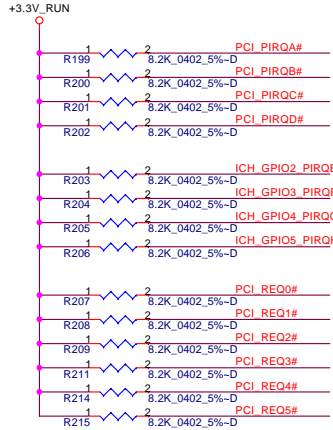 +3.3V_RUN
1 2 PCI_PIRQA#
R199 8.2K_0402_5%~D
1 2 PCI_PIRQB#
R200 8.2K_0402_5%~D
1 2 PCI_PIRQC#
R201 8.2K_0402_5%~D
1 2 PCI_PIRQD#
R202 8.2K_0402_5%~D
1 2 ICH_GPIO2_PIRQE
R203 8.2K_0402_5%~D
1 2 ICH_GPIO3_PIRQ
R204 8.2K_0402_5%~D
1 2 ICH_GPIO4_PIRQ
R205 8.2K_0402_5%~D
1 2 ICH_GPIO5_PIRQ
R206 8.2K_0402_5%~D
1 2 PCI_REQ0#
R207 8.2K_0402_5%~D
1 2 PCI_REQ1#
R208 8.2K_0402_5%~D
1 2 PCI_REQ2#
R209 8.2K_0402_5%~D
1 2 PCI_REQ3#
R211 8.2K_0402_5%~D
1 2 PCI_REQ4#
R214 8.2K_0402_5%~D
1 2 PCI_REQ5#
R215 8.2K_0402_5%~D